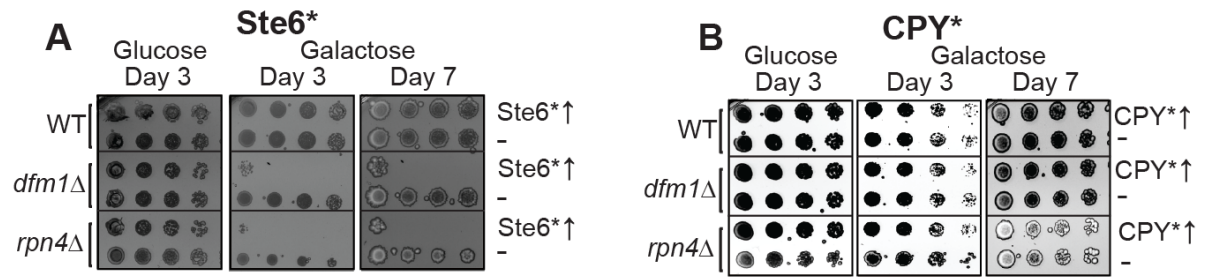 A
Ste6*
Glucose
Galactose
Day 3
Day 3
Day 7
WT
Ste6*↑
-
dfm1Δ
Ste6*↑
-
rpn4Δ
Ste6*↑
-
B
CPY*
Glucose
Galactose
Day 3
Day 3
Day 7
WT
CPY*↑
-
dfm1Δ
CPY*↑
-
rpn4Δ
CPY*↑
-